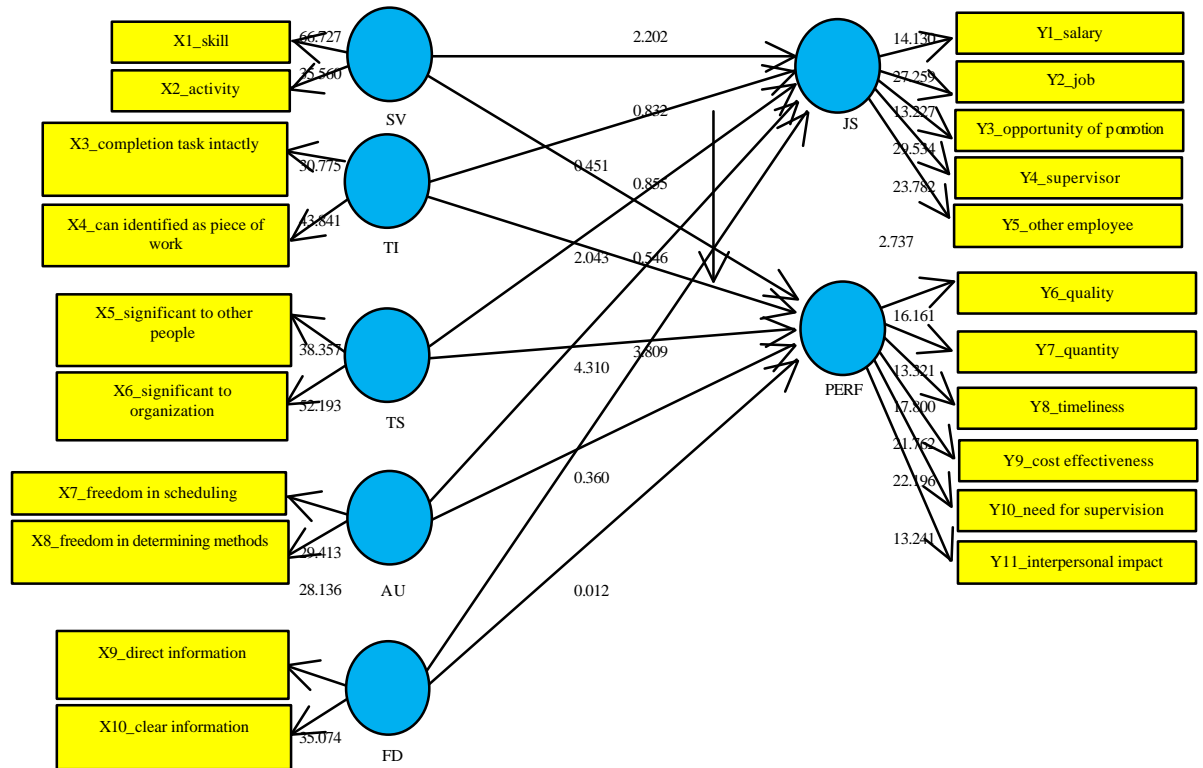 X1_skill
66.727
X2_activity
35.560
SV
X3_completion task intactly
30.775
X4_can identified as piece of
work
43.841
TI
X5_significant to other
people
38.357
X6_significant to
organization
52.193
TS
X7_freedom in scheduling
X8_freedom in determining methods
29.413
28.136
AU
X9_direct information
X10_clear information
35.074
FD
2.202
0.832
0.451
0.855
2.043
0.546
4.310
3.809
0.360
0.012
2.737
JS
14.130
Y1_salary
27.259
Y2_job
13.227
Y3_opportunity of pomotion
29.534
Y4_supervisor
23.782
Y5_other employee
PERF
Y6_quality
16.161
Y7_quantity
13.321
Y8_timeliness
17.800
Y9_cost effectiveness
21.762
Y10_need for supervision
22.196
Y11_interpersonal impact
13.241